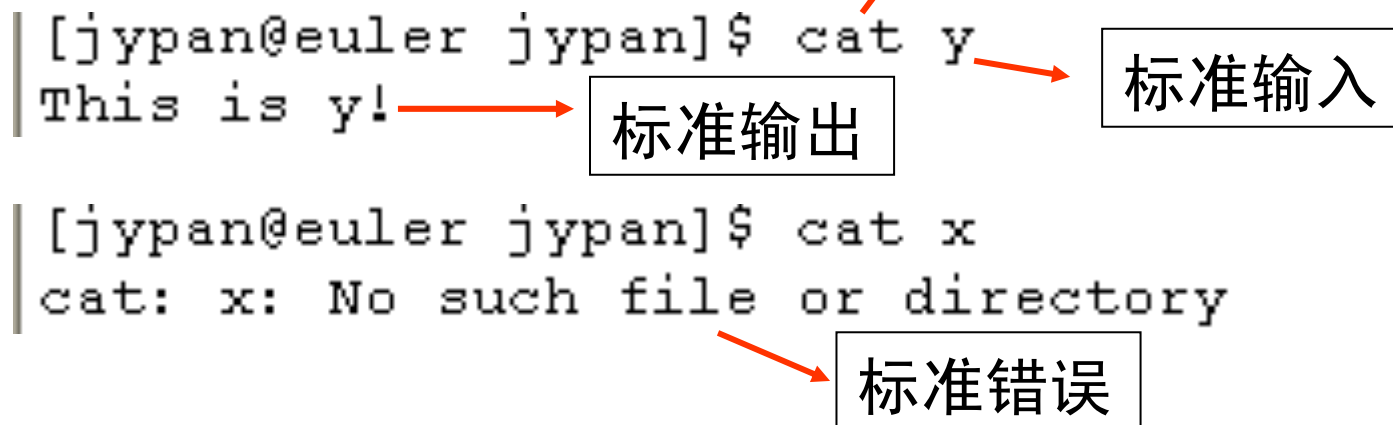 [jypan@euler jypan]$ cat y
标准输入
This is y!
标准输出
[jypan@euler jypan]$ cat x
cat: x: No such file or directory
标准错误